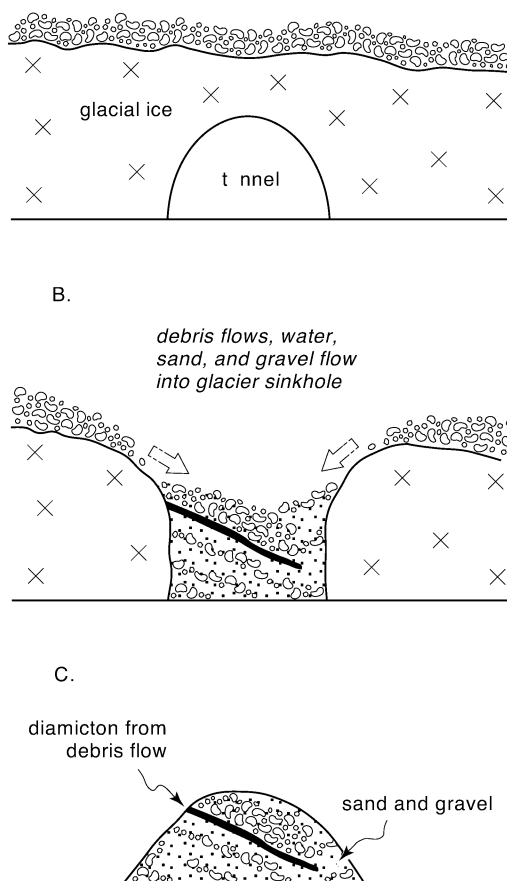 glacial ice
t nnel
B.
debris flows, water,
sand, and gravel flow
into glacier sinkhole
C.
diamicton from
debris flow
sand and gravel